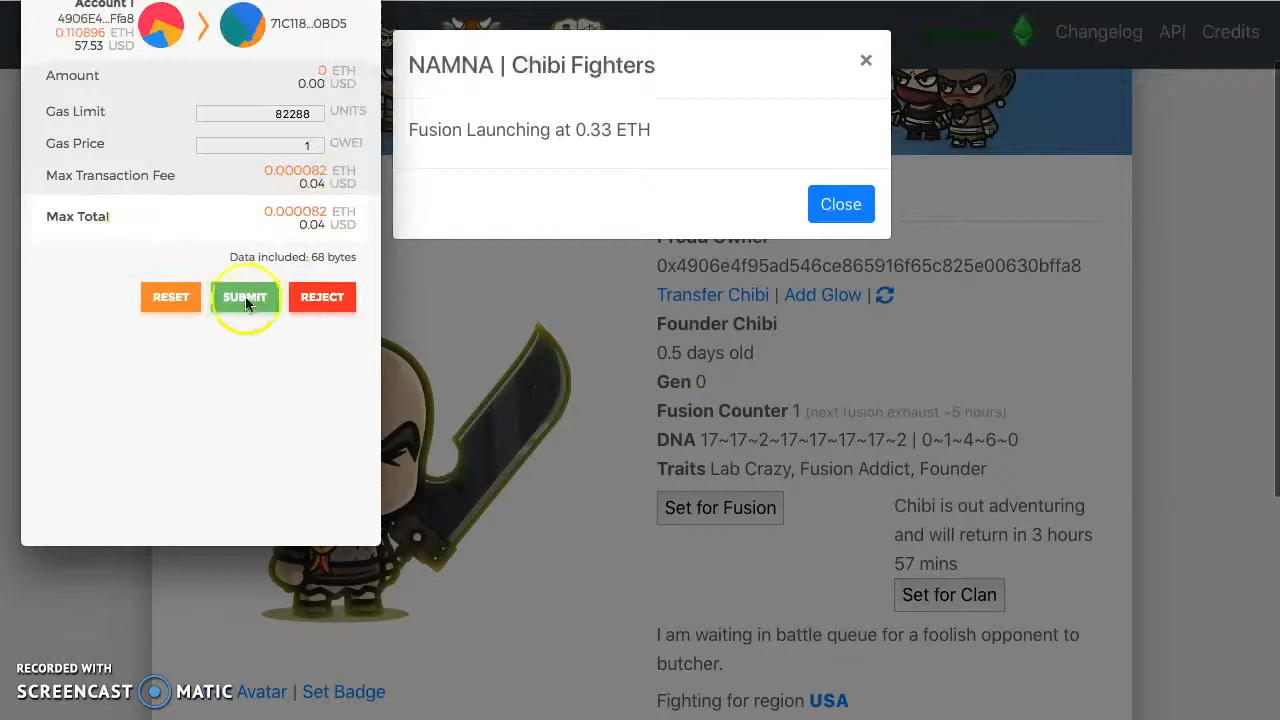 Account 1
4906E4...Ffa8
0.110896 ETH
57.53 USD
71C118...0BD5
Amount
0 ETH
0.00 USD
Gas Limit
82288 UNITS
Gas Price
1 GWEI
Max Transaction Fee
0.000082 ETH
0.04 USD
Max Total
0.000082 ETH
0.04 USD
Data included: 68 bytes
RESET SUBMIT REJECT
Changelog API Credits
NAMNA | Chibi Fighters ×
Fusion Launching at 0.33 ETH
Close
Proud Owner
0x4906e4f95ad546ce865916f65c825e00630bffa8
Transfer Chibi | Add Glow |
Founder Chibi
0.5 days old
Gen 0
Fusion Counter 1 (next fusion exhaust ~5 hours)
DNA 17~17~2~17~17~17~17~2 | 0~1~4~6~0
Traits Lab Crazy, Fusion Addict, Founder
Set for Fusion
Chibi is out adventuring
and will return in 3 hours
57 mins
Set for Clan
I am waiting in battle queue for a foolish opponent to
butcher.
Fighting for region USA
Avatar | Set Badge
RECORDED WITH
SCREENCAST MATIC